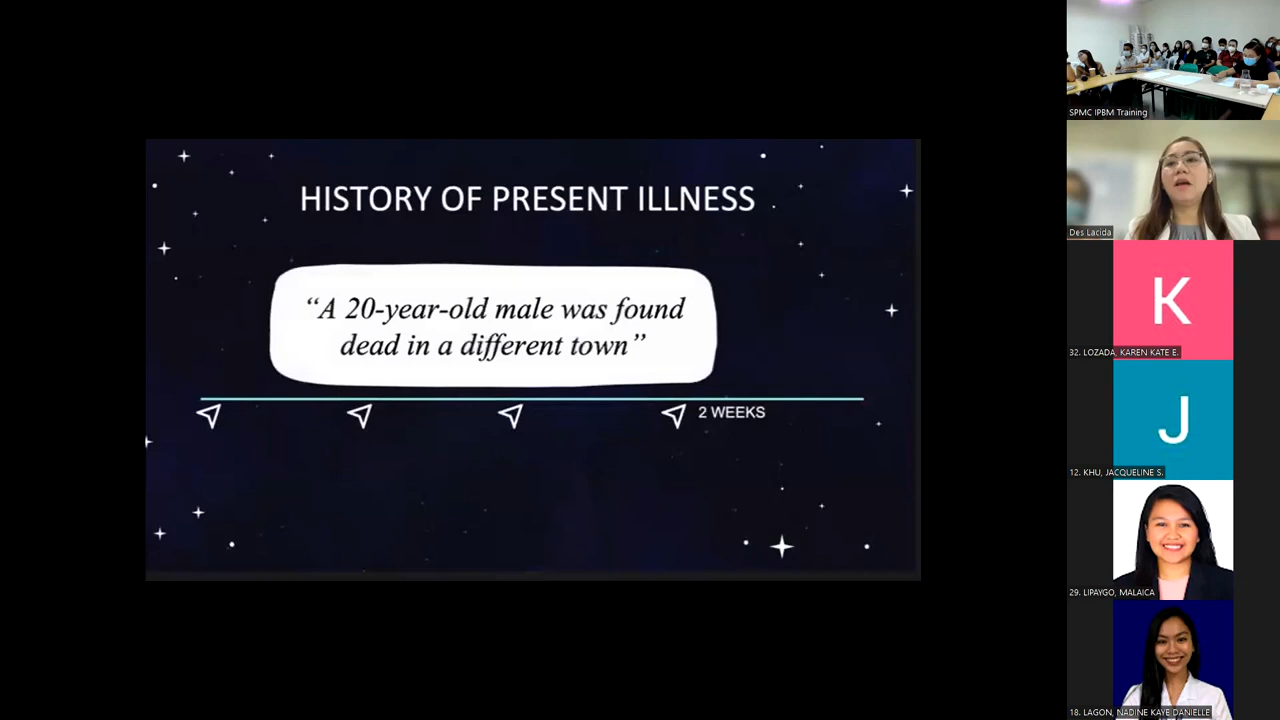 HISTORY OF PRESENT ILLNESS
“A 20-year-old male was found
dead in a different town”
2 WEEKS
SPMC IPBM Training
Des Lacida
K
32. LOZADA, KAREN KATE E.
J
12. KHU, JACQUELINE S.
29. LIPAYGO, MALAICA
18. LAGON, NADINE KAYE DANIELLE